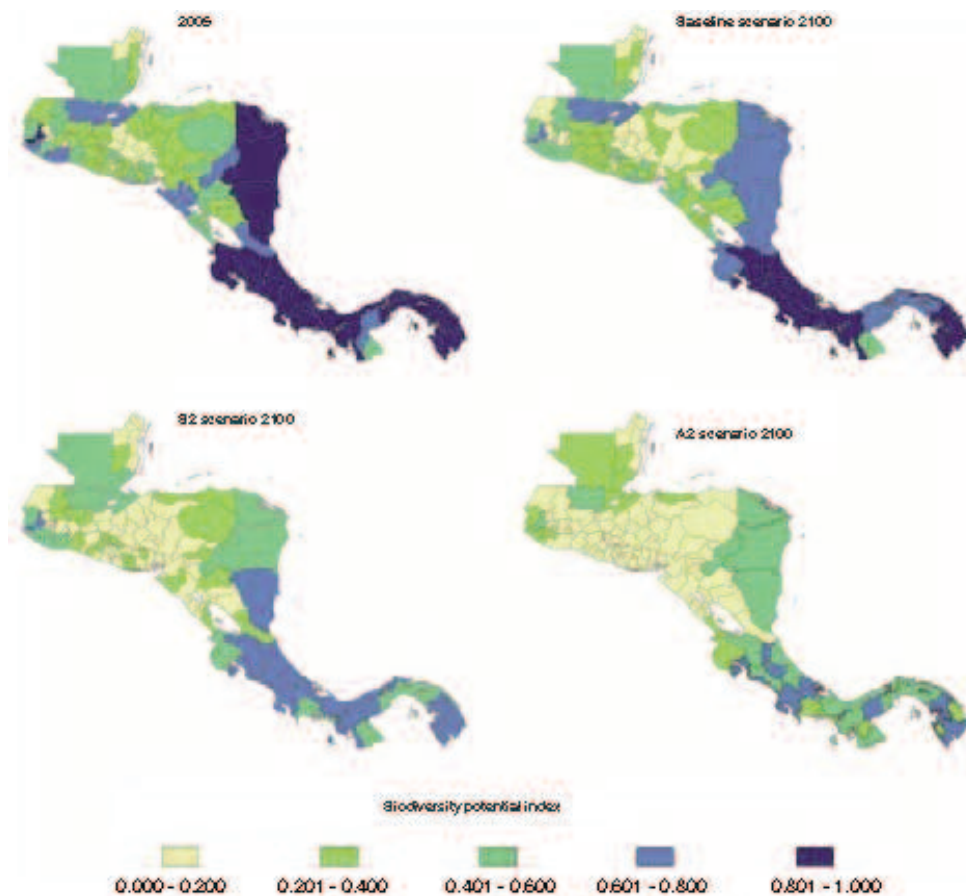 2005
Baseline scenario 2100
B2 scenario 2100
A2 scenario 2100
Biodiversity potential index
0.000 - 0.200
0.201 - 0.400
0.401 - 0.600
0.601 - 0.800
0.801 - 1.000